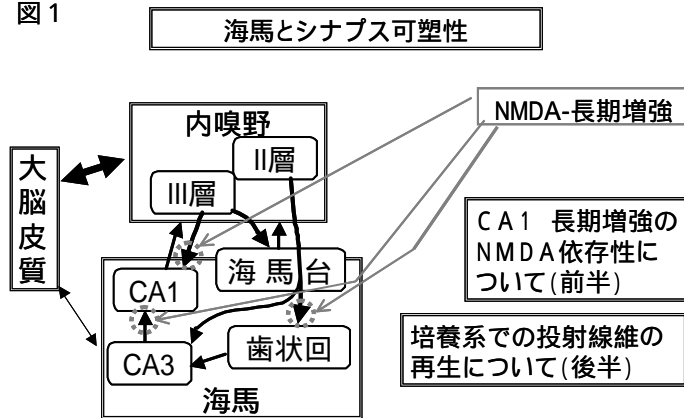 図1
海馬とシナプス可塑性
内嗅野
II層
III層
NMDA-長期増強
大
脳
皮
質
CA1 長期増強の
NMDA依存性に
ついて(前半)
海馬台
CA1
歯状回
CA3
培養系での投射線維の
再生について(後半)
海馬